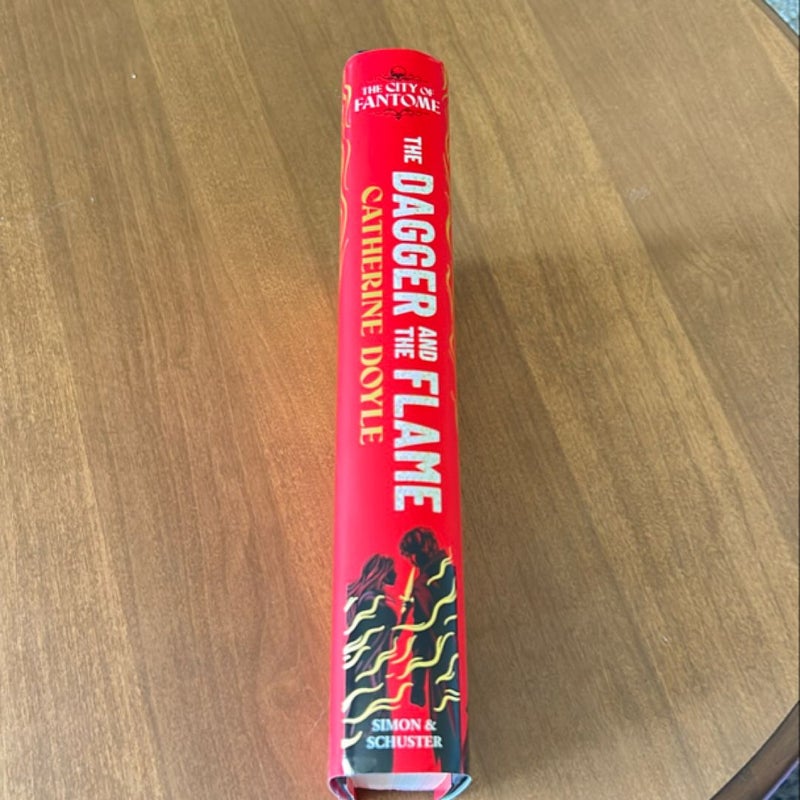 THE CITY OF
FANTOME
THE DAGGER AND THE FLAME
CATHERINE DOYLE
SIMON &
SCHUSTER